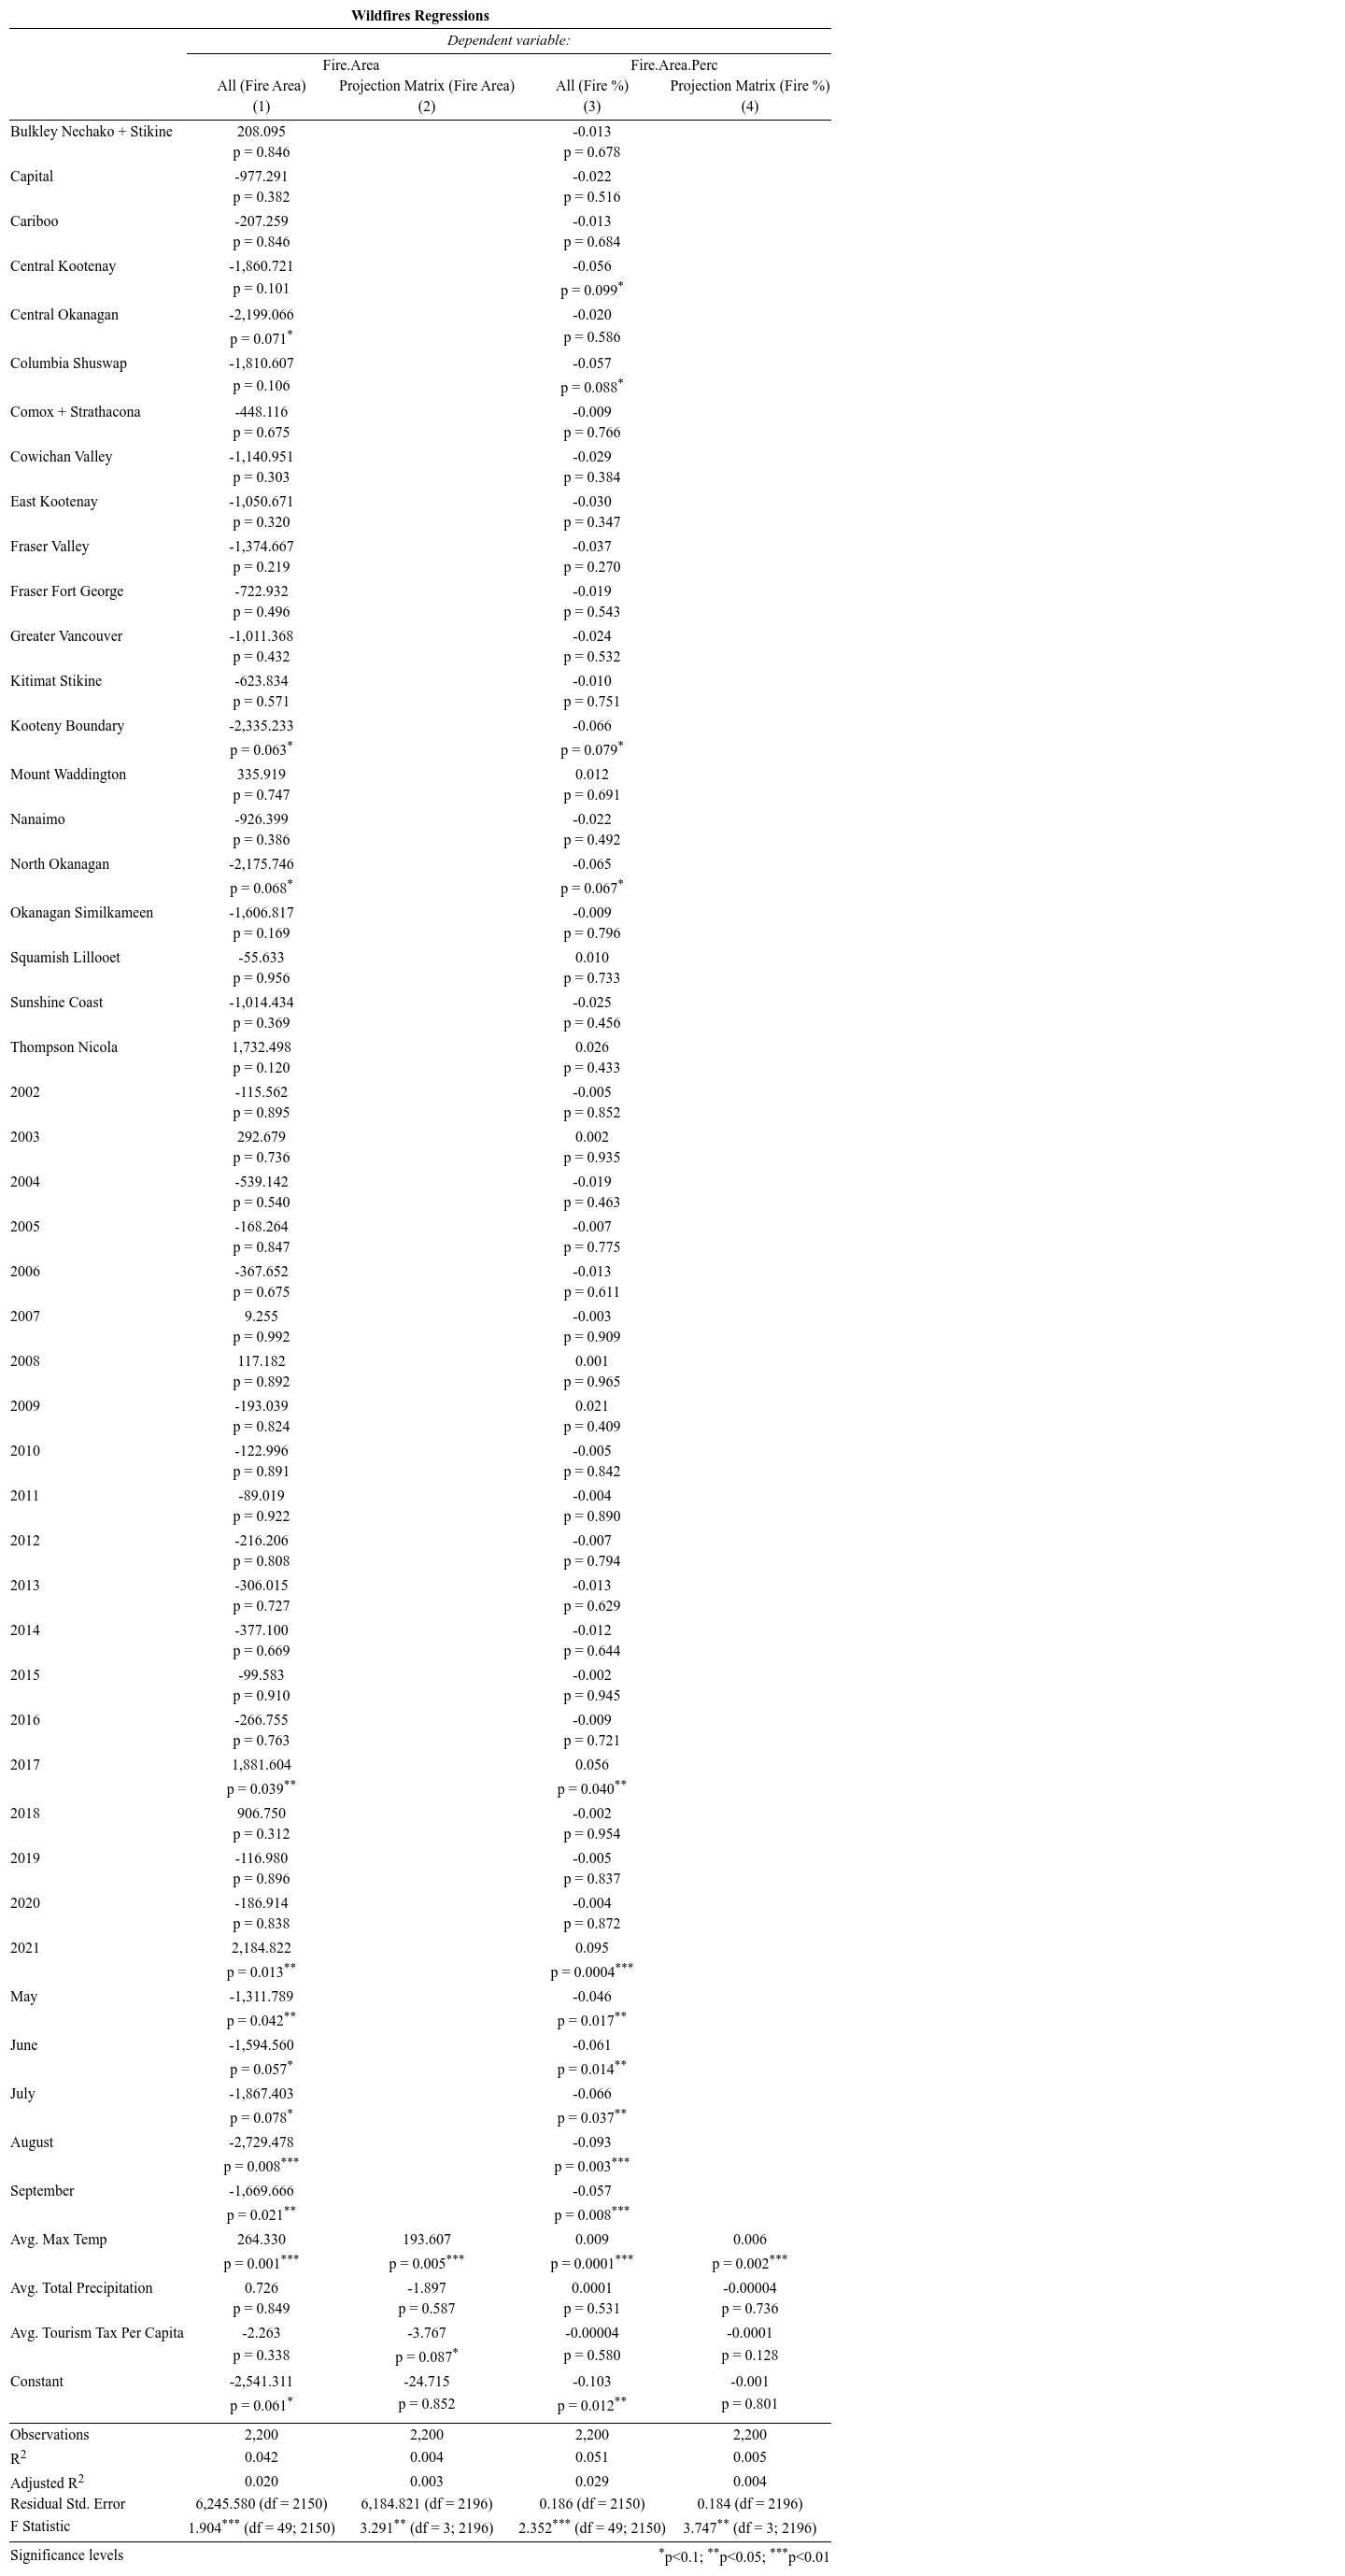 Wildfires Regressions
Dependent variable:
Fire.Area Fire.Area.Perc
All (Fire Area) Projection Matrix (Fire Area) All (Fire %) Projection Matrix (Fire %)
(1) (2) (3) (4)
Bulkley Nechako + Stikine 208.095 -0.013
p = 0.846 p = 0.678
Capital -977.291 -0.022
p = 0.382 p = 0.516
Cariboo -207.259 -0.013
p = 0.846 p = 0.684
Central Kootenay -1,860.721 -0.056
p = 0.101 p = 0.099*
Central Okanagan -2,199.066 -0.020
p = 0.071* p = 0.586
Columbia Shuswap -1,810.607 -0.057
p = 0.106 p = 0.088*
Comox + Strathacona -448.116 -0.009
p = 0.675 p = 0.766
Cowichan Valley -1,140.951 -0.029
p = 0.303 p = 0.384
East Kootenay -1,050.671 -0.030
p = 0.320 p = 0.347
Fraser Valley -1,374.667 -0.037
p = 0.219 p = 0.270
Fraser Fort George -722.932 -0.019
p = 0.496 p = 0.543
Greater Vancouver -1,011.368 -0.024
p = 0.432 p = 0.532
Kitimat Stikine -623.834 -0.010
p = 0.571 p = 0.751
Kooteny Boundary -2,335.233 -0.066
p = 0.063* p = 0.079*
Mount Waddington 335.919 0.012
p = 0.747 p = 0.691
Nanaimo -926.399 -0.022
p = 0.386 p = 0.492
North Okanagan -2,175.746 -0.065
p = 0.068* p = 0.067*
Okanagan Similkameen -1,606.817 -0.009
p = 0.169 p = 0.796
Squamish Lillooet -55.633 0.010
p = 0.956 p = 0.733
Sunshine Coast -1,014.434 -0.025
p = 0.369 p = 0.456
Thompson Nicola 1,732.498 0.026
p = 0.120 p = 0.433
2002 -115.562 -0.005
p = 0.895 p = 0.852
2003 292.679 0.002
p = 0.736 p = 0.935
2004 -539.142 -0.019
p = 0.540 p = 0.463
2005 -168.264 -0.007
p = 0.847 p = 0.775
2006 -367.652 -0.013
p = 0.675 p = 0.611
2007 9.255 -0.003
p = 0.992 p = 0.909
2008 117.182 0.001
p = 0.892 p = 0.965
2009 -193.039 0.021
p = 0.824 p = 0.409
2010 -122.996 -0.005
p = 0.891 p = 0.842
2011 -89.019 -0.004
p = 0.922 p = 0.890
2012 -216.206 -0.007
p = 0.808 p = 0.794
2013 -306.015 -0.013
p = 0.727 p = 0.629
2014 -377.100 -0.012
p = 0.669 p = 0.644
2015 -99.583 -0.002
p = 0.910 p = 0.945
2016 -266.755 -0.009
p = 0.763 p = 0.721
2017 1,881.604 0.056
p = 0.039** p = 0.040**
2018 906.750 -0.002
p = 0.312 p = 0.954
2019 -116.980 -0.005
p = 0.896 p = 0.837
2020 -186.914 -0.004
p = 0.838 p = 0.872
2021 2,184.822 0.095
p = 0.013** p = 0.0004***
May -1,311.789 -0.046
p = 0.042** p = 0.017**
June -1,594.560 -0.061
p = 0.057* p = 0.014**
July -1,867.403 -0.066
p = 0.078* p = 0.037**
August -2,729.478 -0.093
p = 0.008*** p = 0.003***
September -1,669.666 -0.057
p = 0.021** p = 0.008***
Avg. Max Temp 264.330 193.607 0.009 0.006
p = 0.001*** p = 0.005*** p = 0.0001*** p = 0.002***
Avg. Total Precipitation 0.726 -1.897 0.0001 -0.00004
p = 0.849 p = 0.587 p = 0.531 p = 0.736
Avg. Tourism Tax Per Capita -2.263 -3.767 -0.00004 -0.0001
p = 0.338 p = 0.087* p = 0.580 p = 0.128
Constant -2,541.311 -24.715 -0.103 -0.001
p = 0.061* p = 0.852 p = 0.012** p = 0.801
Observations 2,200 2,200 2,200 2,200
R2 0.042 0.004 0.051 0.005
Adjusted R2 0.020 0.003 0.029 0.004
Residual Std. Error 6,245.580 (df = 2150) 6,184.821 (df = 2196) 0.186 (df = 2150) 0.184 (df = 2196)
F Statistic 1.904*** (df = 49; 2150) 3.291** (df = 3; 2196) 2.352*** (df = 49; 2150) 3.747** (df = 3; 2196)
Significance levels *p<0.1; **p<0.05; ***p<0.01